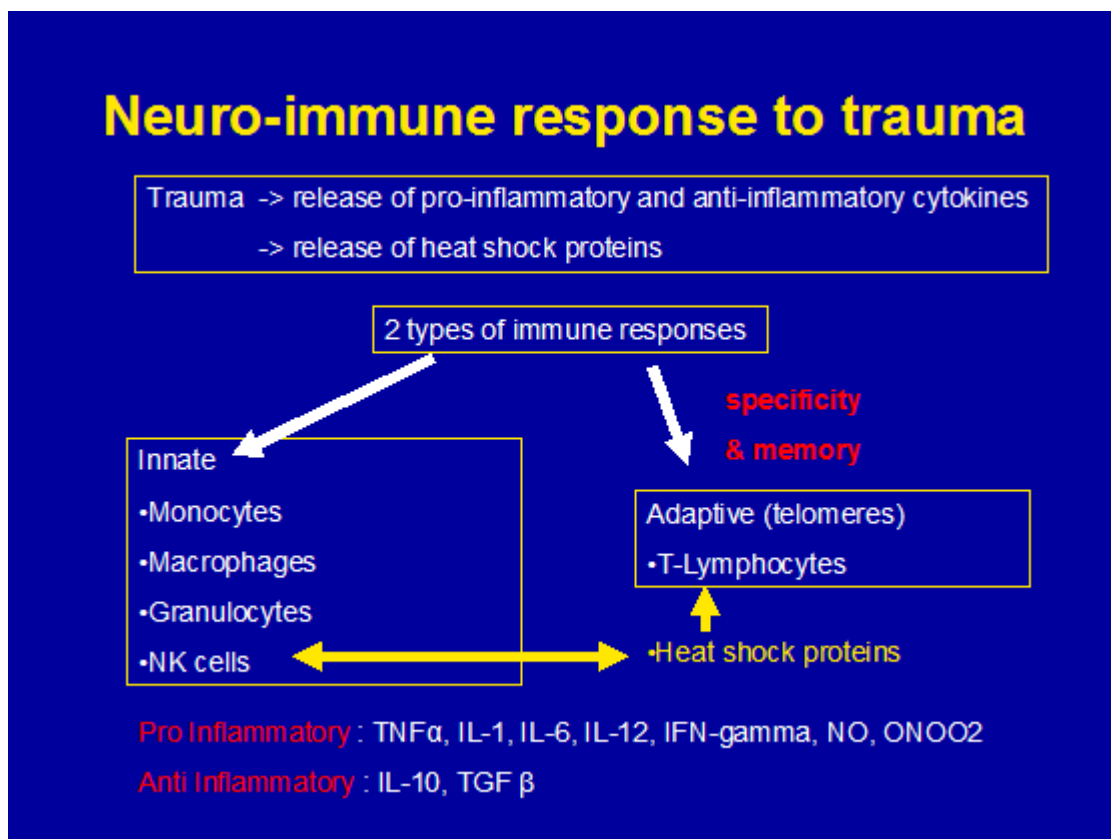 Neuro-immune response to trauma
Trauma -> release of pro-inflammatory and anti-inflammatory cytokines
-> release of heat shock proteins
2 types of immune responses
specificity
& memory
Innate
•Monocytes
•Macrophages
•Granulocytes
•NK cells
Adaptive (telomeres)
•T-Lymphocytes
•Heat shock proteins
Pro Inflammatory : TNFα, IL-1, IL-6, IL-12, IFN-gamma, NO, ONOO2
Anti Inflammatory : IL-10, TGF β